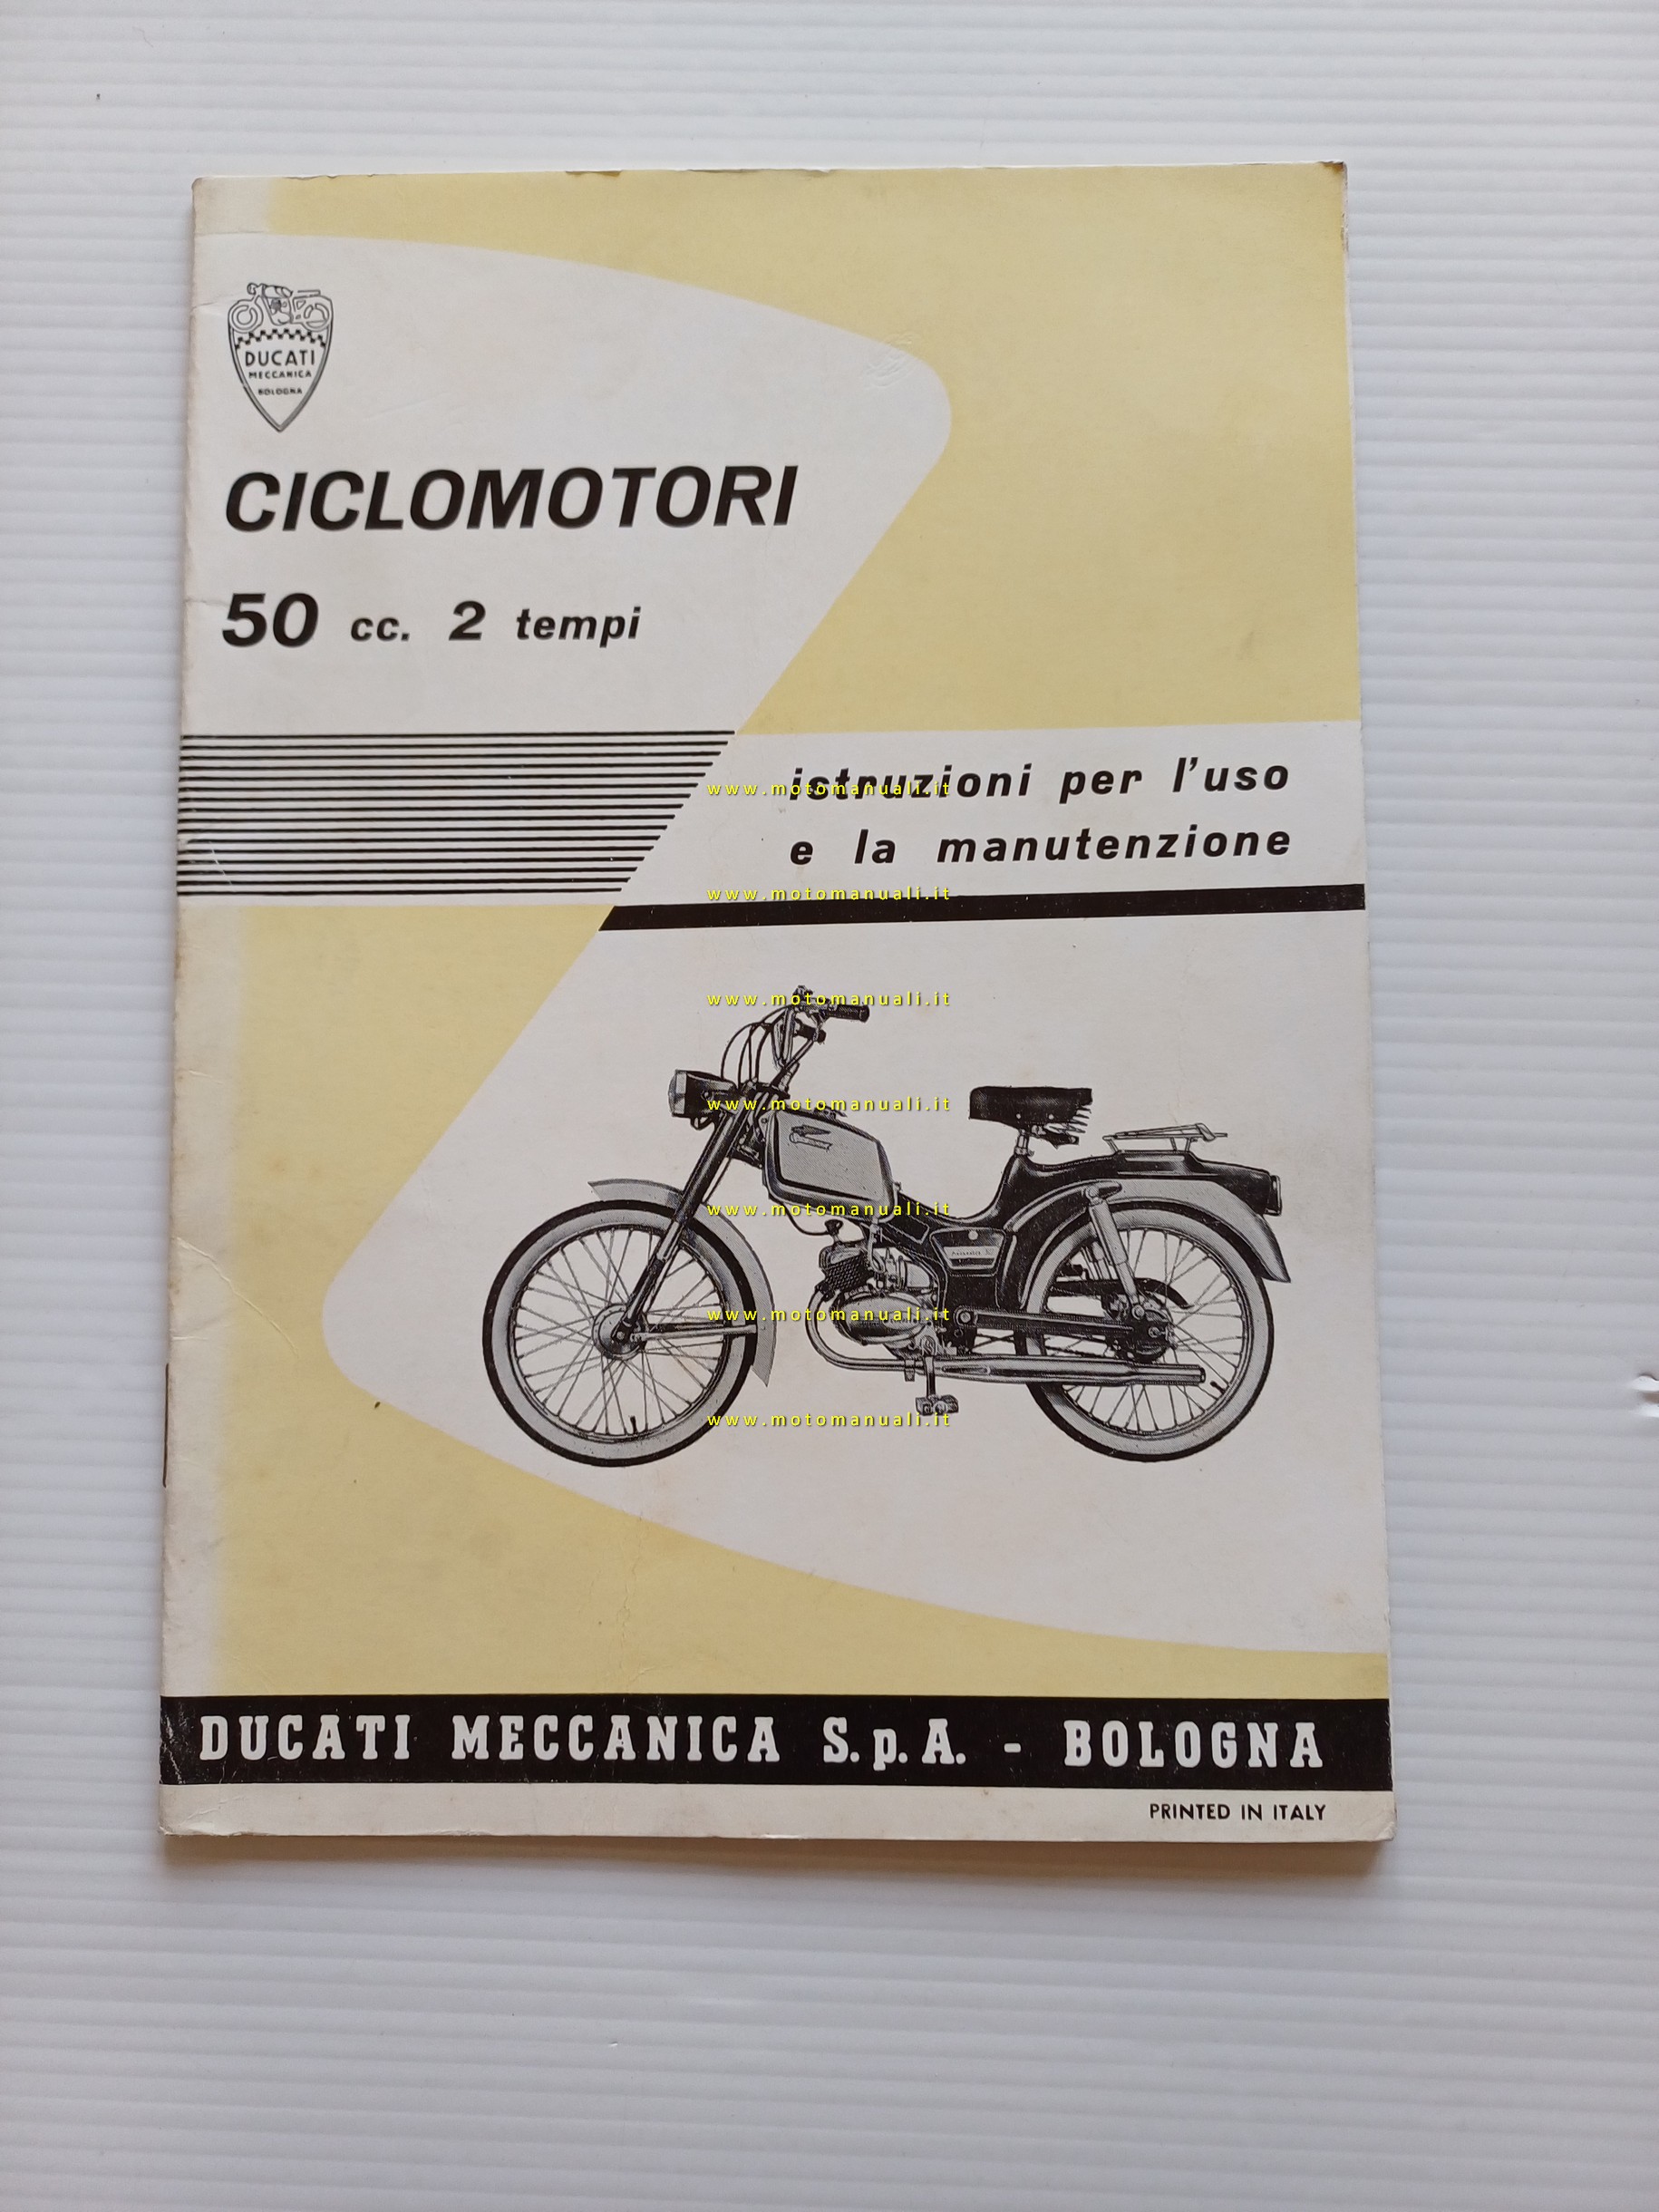 DUCATI
MECCANICA
BOLOGNA
CICLOMOTORI
50 cc. 2 tempi
istruzioni per l'uso
e la manutenzione
www.motomanuali.it
www.motomanuali.it
www.motomanuali.it
www.motomanuali.it
www.motomanuali.it
www.motomanuali.it
www.motomanuali.it
DUCATI MECCANICA S.p.A. - BOLOGNA
PRINTED IN ITALY